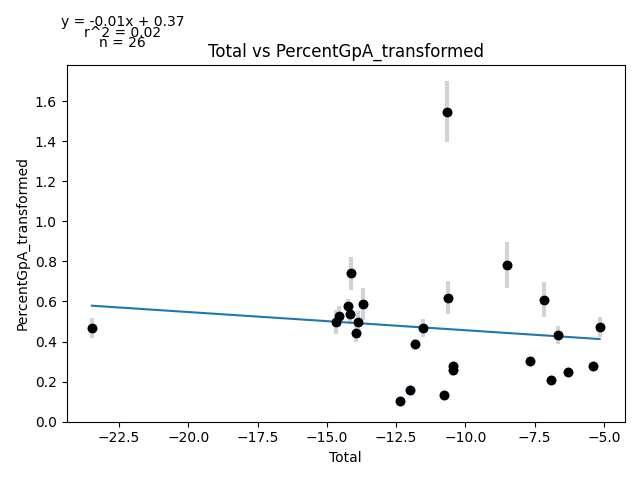 y = -0.01x + 0.37
r^2 = 0.02
n = 26
Total vs PercentGpA_transformed
PercentGpA_transformed
1.6
1.4
1.2
1.0
0.8
0.6
0.4
0.2
0.0
−22.5 −20.0 −17.5 −15.0 −12.5 −10.0 −7.5 −5.0
Total